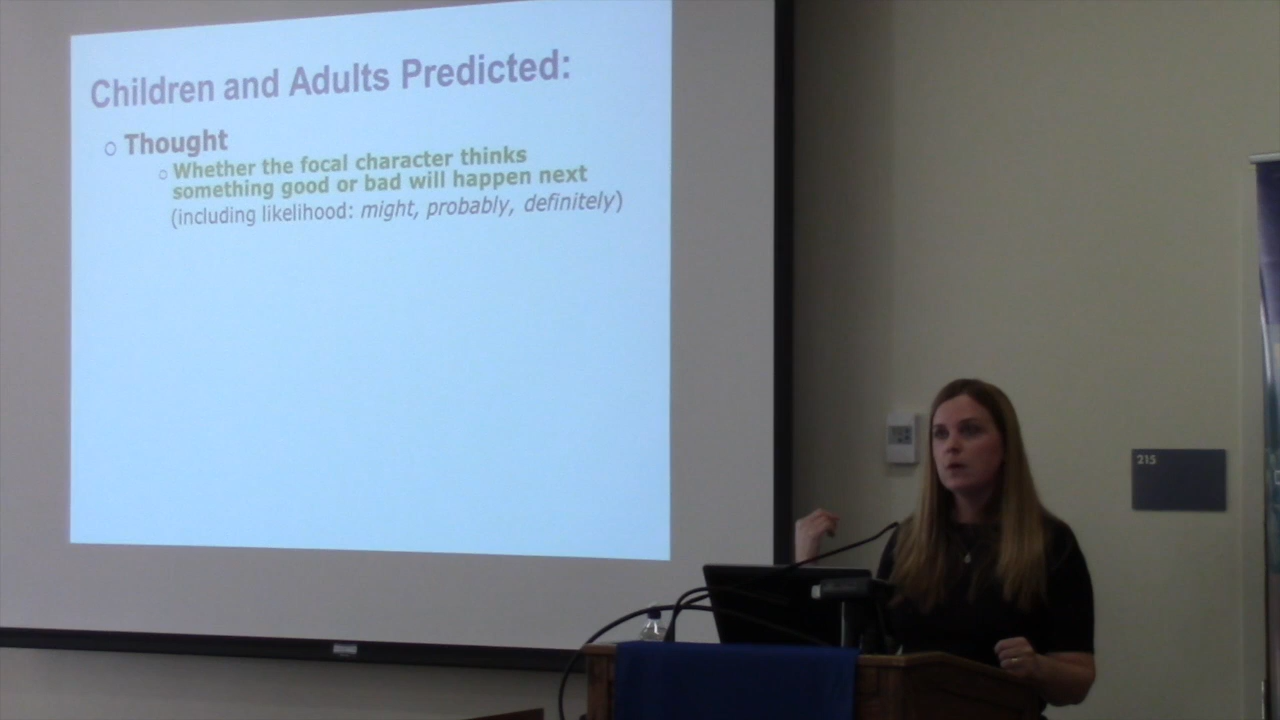 Children and Adults Predicted:
○ Thought
○ Whether the focal character thinks
something good or bad will happen next
(including likelihood: might, probably, definitely)
215